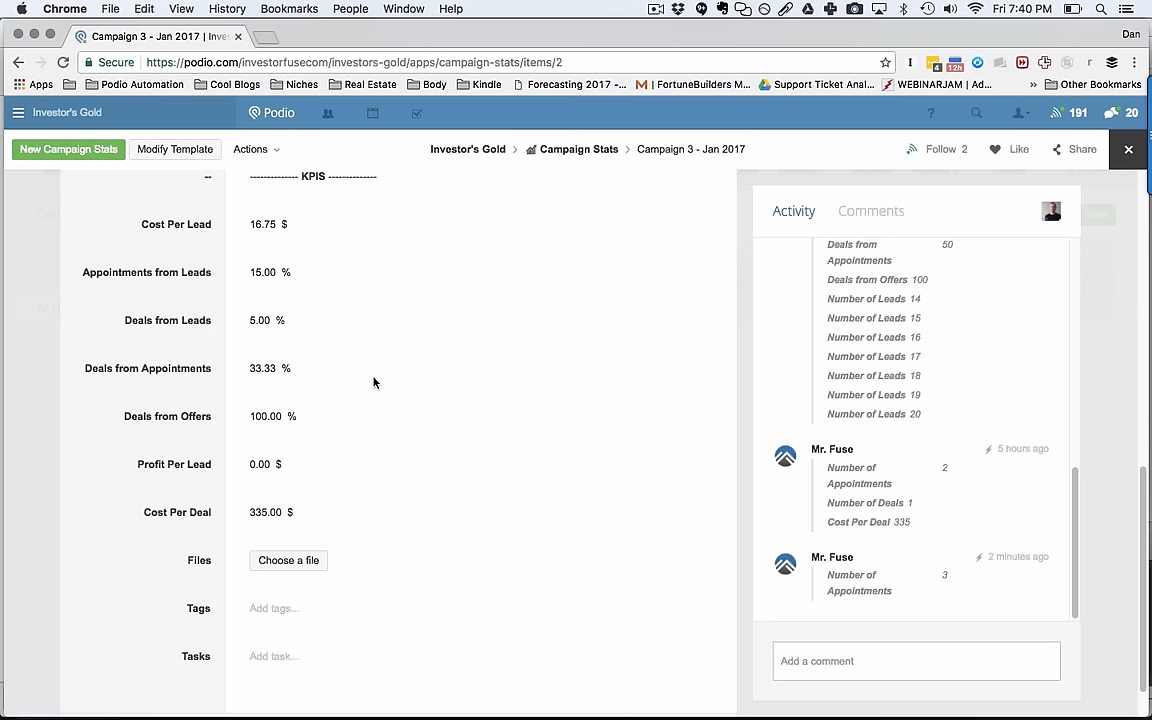 Chrome File Edit View History Bookmarks People Window Help Fri 7:40 PM
Campaign 3 - Jan 2017 | Inves Dan
Secure https://podio.com/investorfusecom/investors-gold/apps/campaign-stats/items/2
Apps Podio Automation Cool Blogs Niches Real Estate Body Kindle Forecasting 2017 -... | FortuneBuilders M... Support Ticket Anal... WEBINARJAM | Ad... » Other Bookmarks
Investor's Gold Podio ? 191 20
New Campaign Stats Modify Template Actions Investor's Gold > Campaign Stats > Campaign 3 - Jan 2017 Follow 2 Like Share
-- -------------- KPIS --------------
Cost Per Lead 16.75 $
Appointments from Leads 15.00 %
Deals from Leads 5.00 %
Deals from Appointments 33.33 %
Deals from Offers 100.00 %
Profit Per Lead 0.00 $
Cost Per Deal 335.00 $
Files Choose a file
Tags Add tags...
Tasks Add task...
Activity Comments
Deals from 50
Appointments
Deals from Offers 100
Number of Leads 14
Number of Leads 15
Number of Leads 16
Number of Leads 17
Number of Leads 18
Number of Leads 19
Number of Leads 20
Mr. Fuse 5 hours ago
Number of 2
Appointments
Number of Deals 1
Cost Per Deal 335
Mr. Fuse 2 minutes ago
Number of 3
Appointments
Add a comment